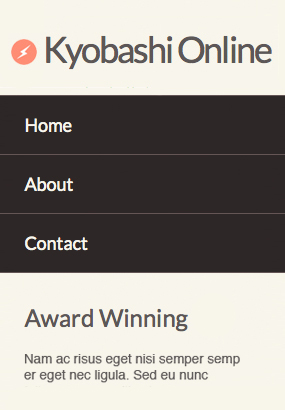 Kyobashi Online
Home
About
Contact
Award Winning
Nam ac risus eget nisi semper semp
er eget nec ligula. Sed eu nunc